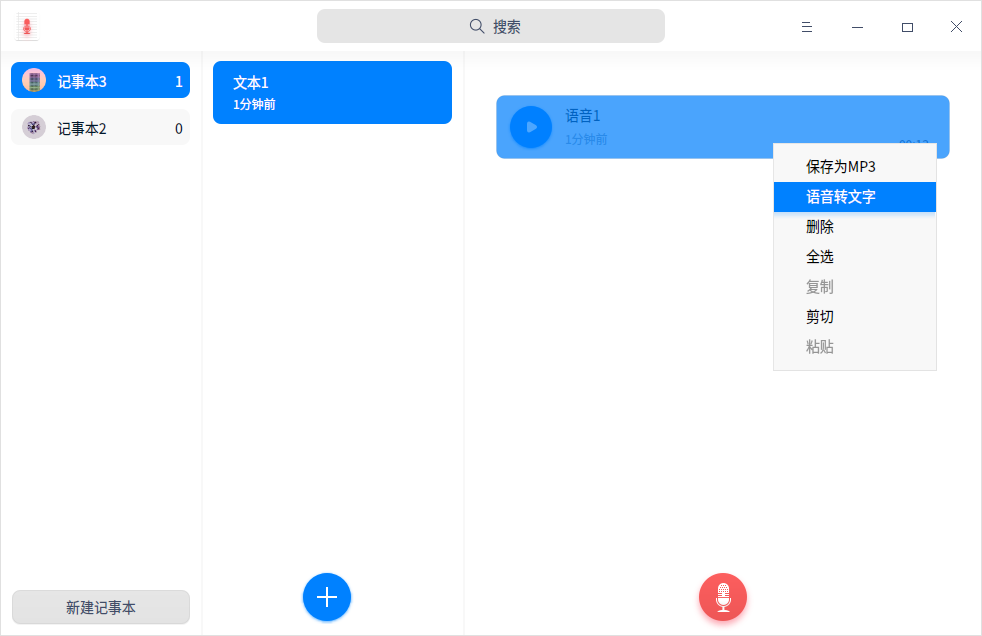 搜索
记事本3
1
记事本2
0
新建记事本
文本1
1分钟前
语音1
1分钟前
保存为MP3
语音转文字
删除
全选
复制
剪切
粘贴